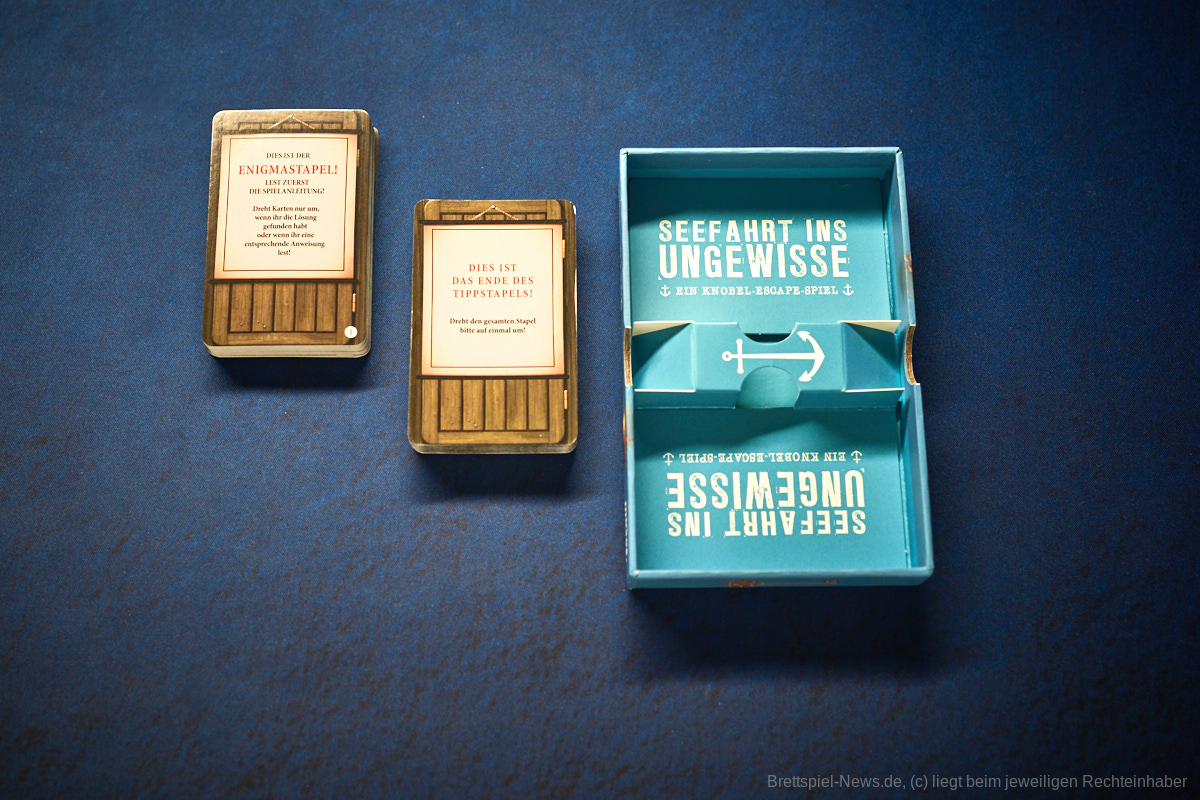 DIES IST DER
ENIGMASTAPEL!
LEST ZUERST
DIE SPIELANLEITUNG!
Dreht Karten nur um,
wenn ihr die Lösung
gefunden habt
oder wenn ihr eine
entsprechende Anweisung
lest!
1
DIES IST
DAS ENDE DES
TIPPSTAPELS!
Dreht den gesamten Stapel
bitte auf einmal um!
SEEFAHRT INS
UNGEWISSE
EIN KNOBEL-ESCAPE-SPIEL
SEEFAHRT INS
UNGEWISSE
EIN KNOBEL-ESCAPE-SPIEL
Brettspiel-News.de, (c) liegt beim jeweiligen Rechteinhaber